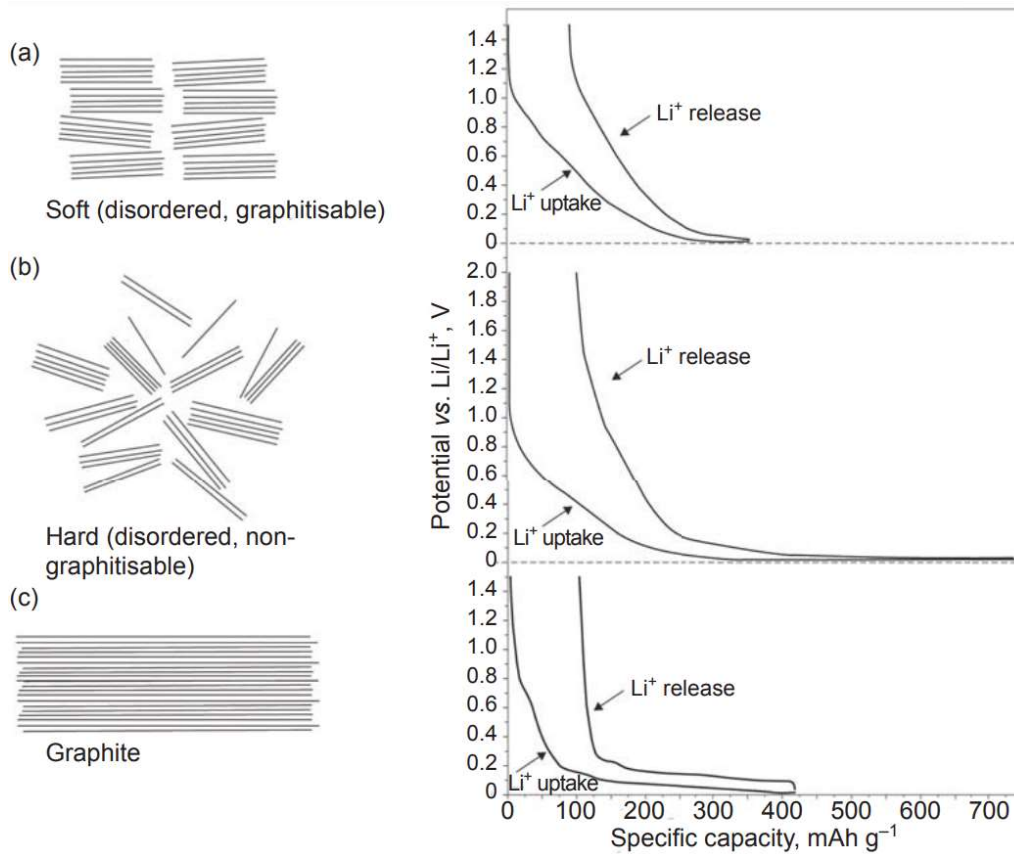 (a)
Soft (disordered, graphitisable)
(b)
Hard (disordered, non-
graphitisable)
(c)
Graphite
Potential vs. Li/Li⁺, V
1.4
1.2
1.0
0.8
0.6
0.4
0.2
0
Li⁺ release
Li⁺ uptake
2.0
1.8
1.6
1.4
1.2
1.0
0.8
0.6
0.4
0.2
0
Li⁺ release
Li⁺ uptake
1.4
1.2
1.0
0.8
0.6
0.4
0.2
0
Li⁺ release
Li⁺ uptake
0 100 200 300 400 500 600 700
Specific capacity, mAh g⁻¹